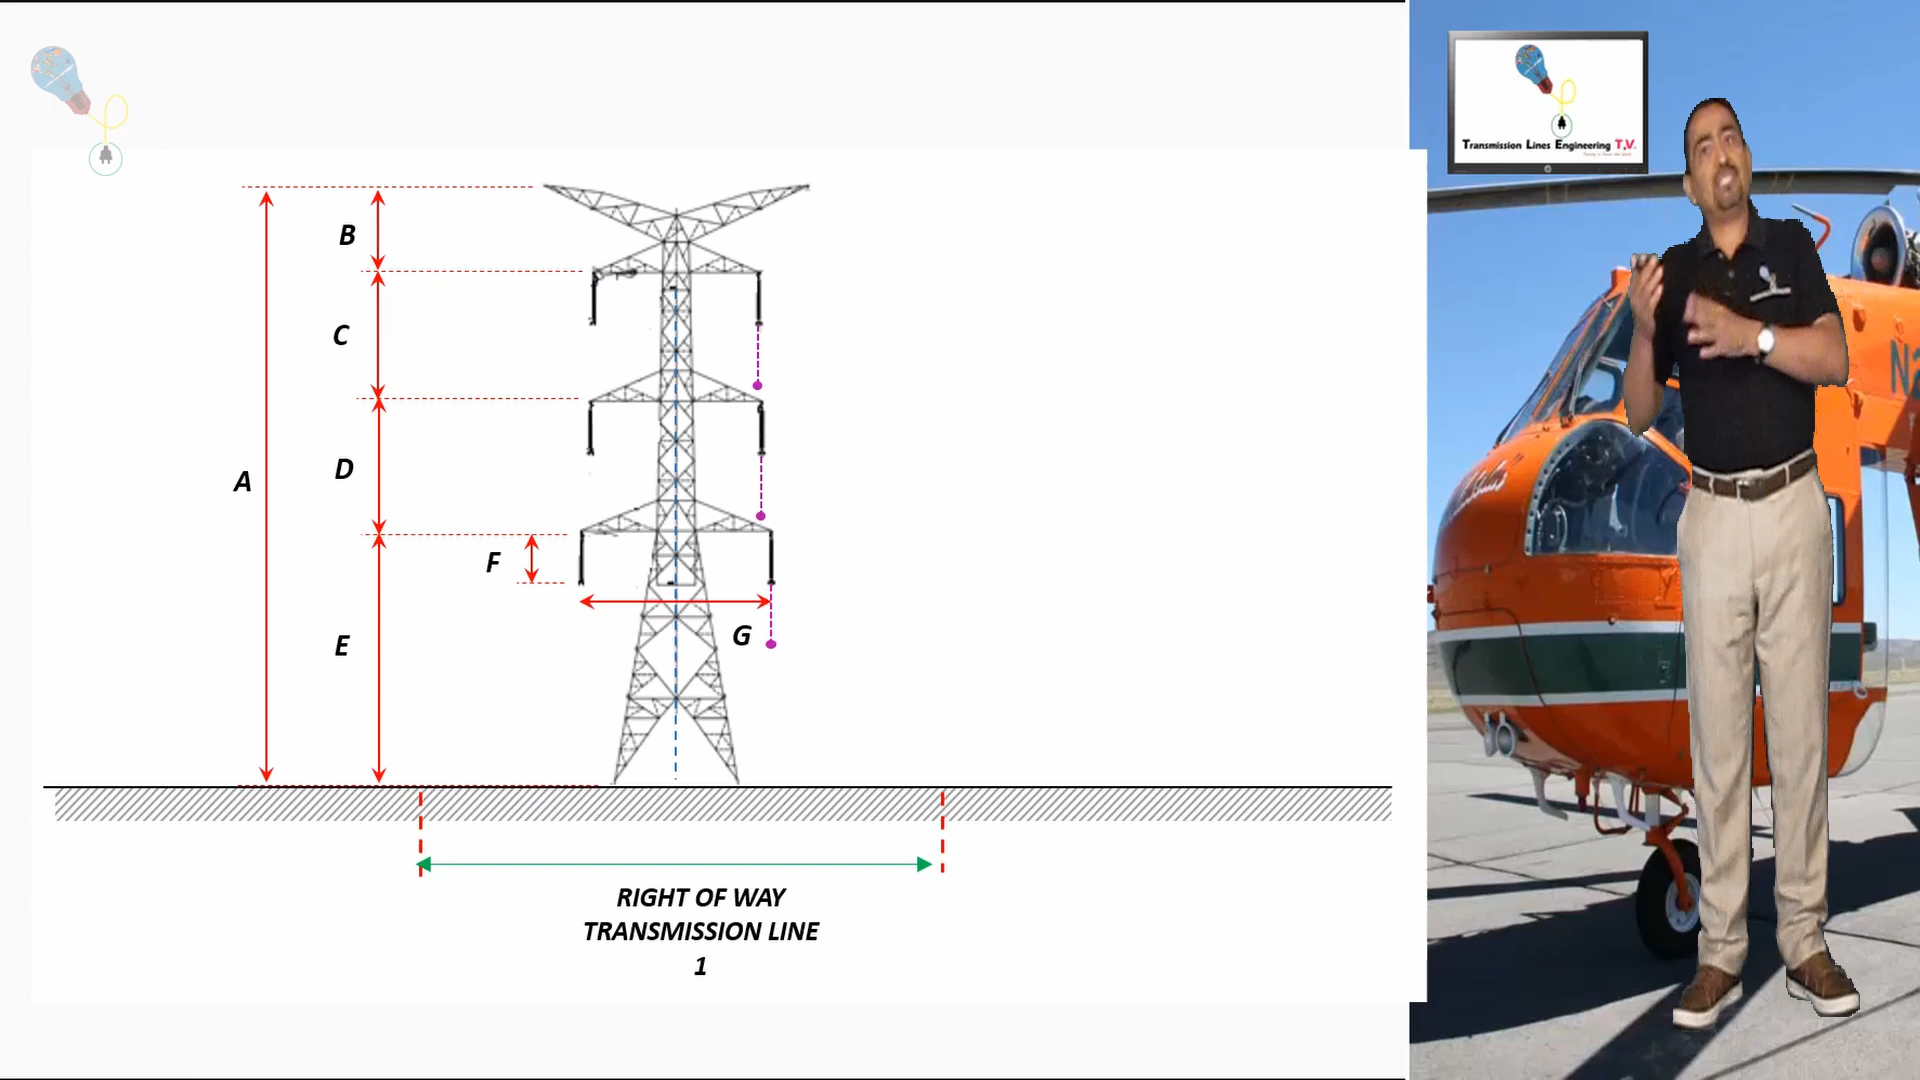 B
C
A
D
F
G
E
RIGHT OF WAY
TRANSMISSION LINE
1
Transmission Lines Engineering T.V.
N